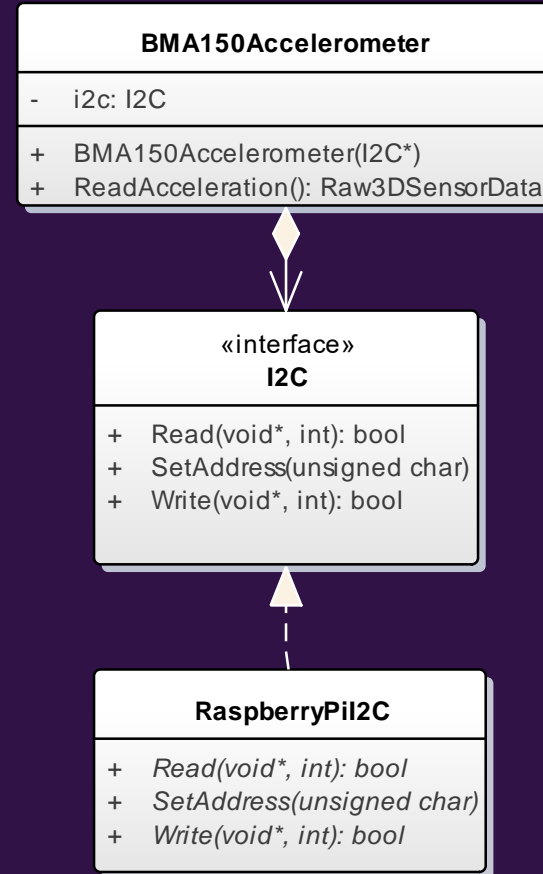 BMA150Accelerometer
- i2c: I2C
+ BMA150Accelerometer(I2C*)
+ ReadAcceleration(): Raw3DSensorData
«interface»
I2C
+ Read(void*, int): bool
+ SetAddress(unsigned char)
+ Write(void*, int): bool
RaspberryPiI2C
+ Read(void*, int): bool
+ SetAddress(unsigned char)
+ Write(void*, int): bool